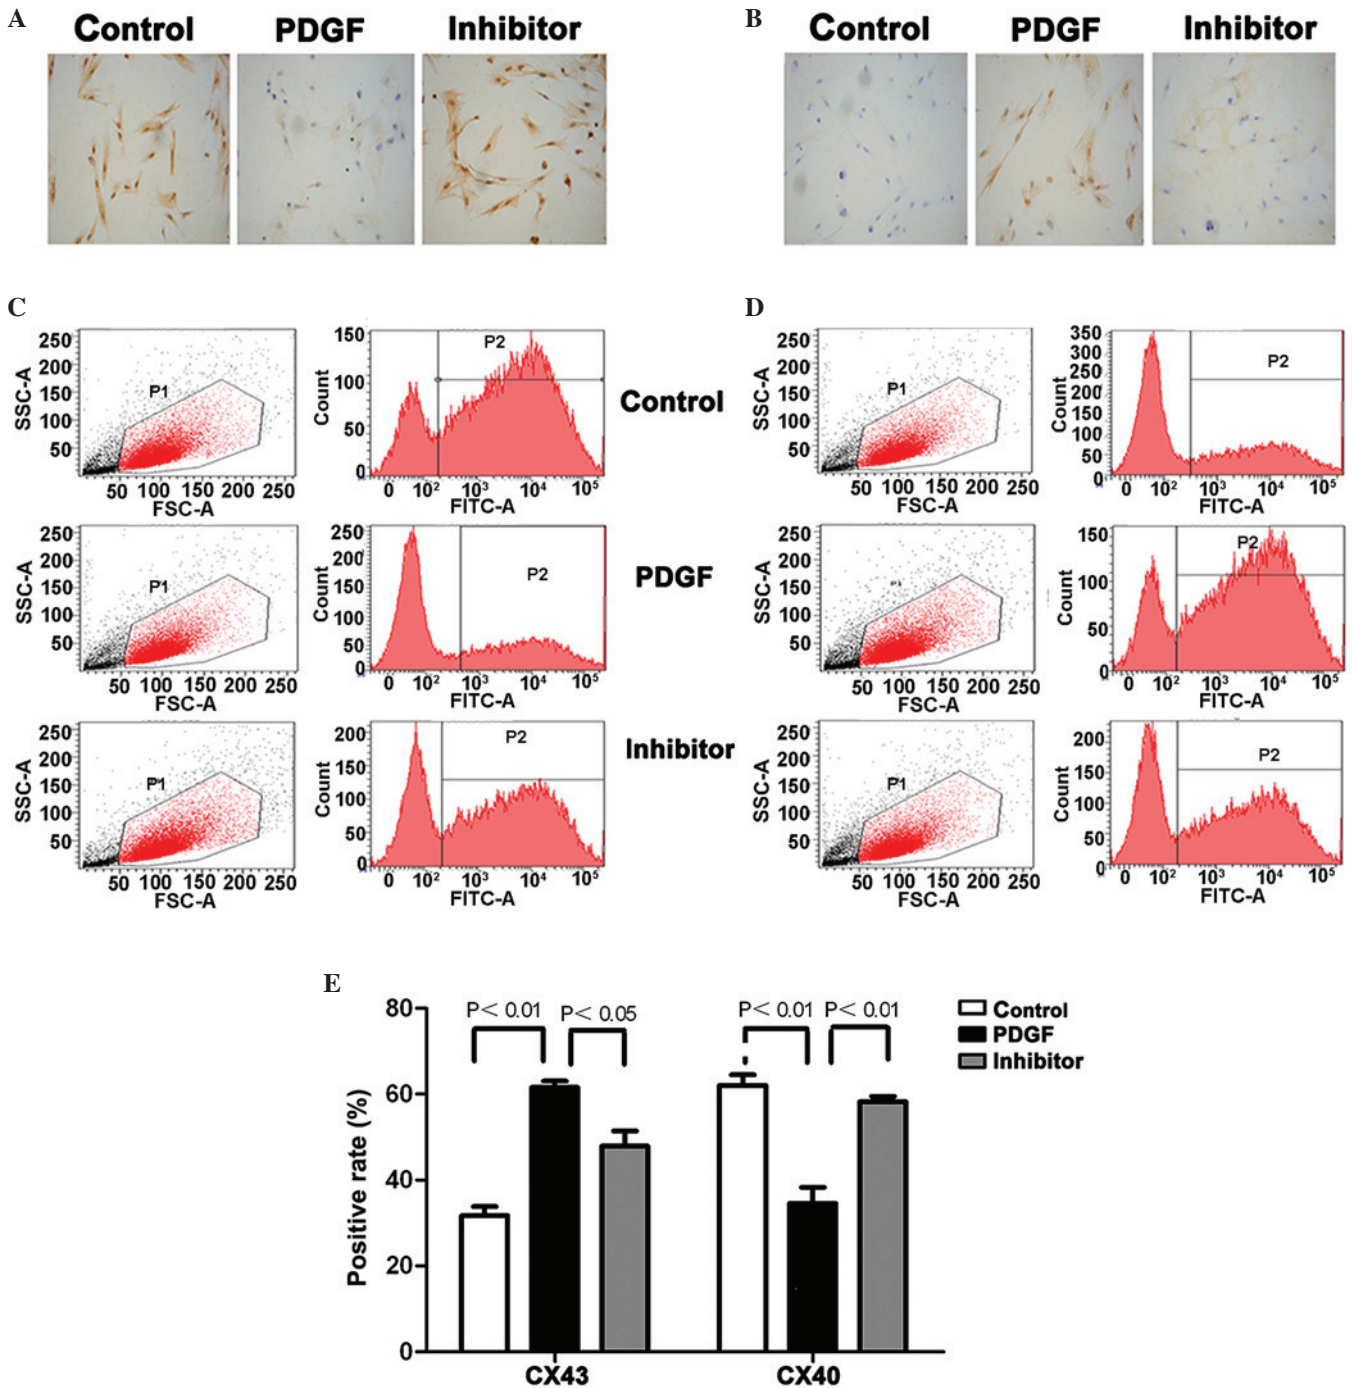 A
Control PDGF Inhibitor
B
Control PDGF Inhibitor
C
SSC-A
250
200
150
100
50
P1
50 100 150 200 250
FSC-A
Count
150
100
50
0
P2
0 10² 10³ 10⁴ 10⁵
FITC-A
Control
D
SSC-A
250
200
150
100
50
P1
50 100 150 200 250
FSC-A
Count
350
300
250
200
150
100
50
0
P2
0 10² 10³ 10⁴ 10⁵
FITC-A
SSC-A
250
200
150
100
50
P1
50 100 150 200 250
FSC-A
Count
250
200
150
100
50
0
P2
0 10² 10³ 10⁴ 10⁵
FITC-A
PDGF
SSC-A
250
200
150
100
50
P1
50 100 150 200 250
FSC-A
Count
150
100
50
0
P2
0 10² 10³ 10⁴ 10⁵
FITC-A
SSC-A
250
200
150
100
50
P1
50 100 150 200 250
FSC-A
Count
200
150
100
50
0
P2
0 10² 10³ 10⁴ 10⁵
FITC-A
Inhibitor
SSC-A
250
200
150
100
50
P1
50 100 150 200 250
FSC-A
Count
200
150
100
50
0
P2
0 10² 10³ 10⁴ 10⁵
FITC-A
E
Positive rate (%)
80
60
40
20
0
P< 0.01 P< 0.05 P< 0.01 P< 0.01
Control
PDGF
Inhibitor
CX43 CX40